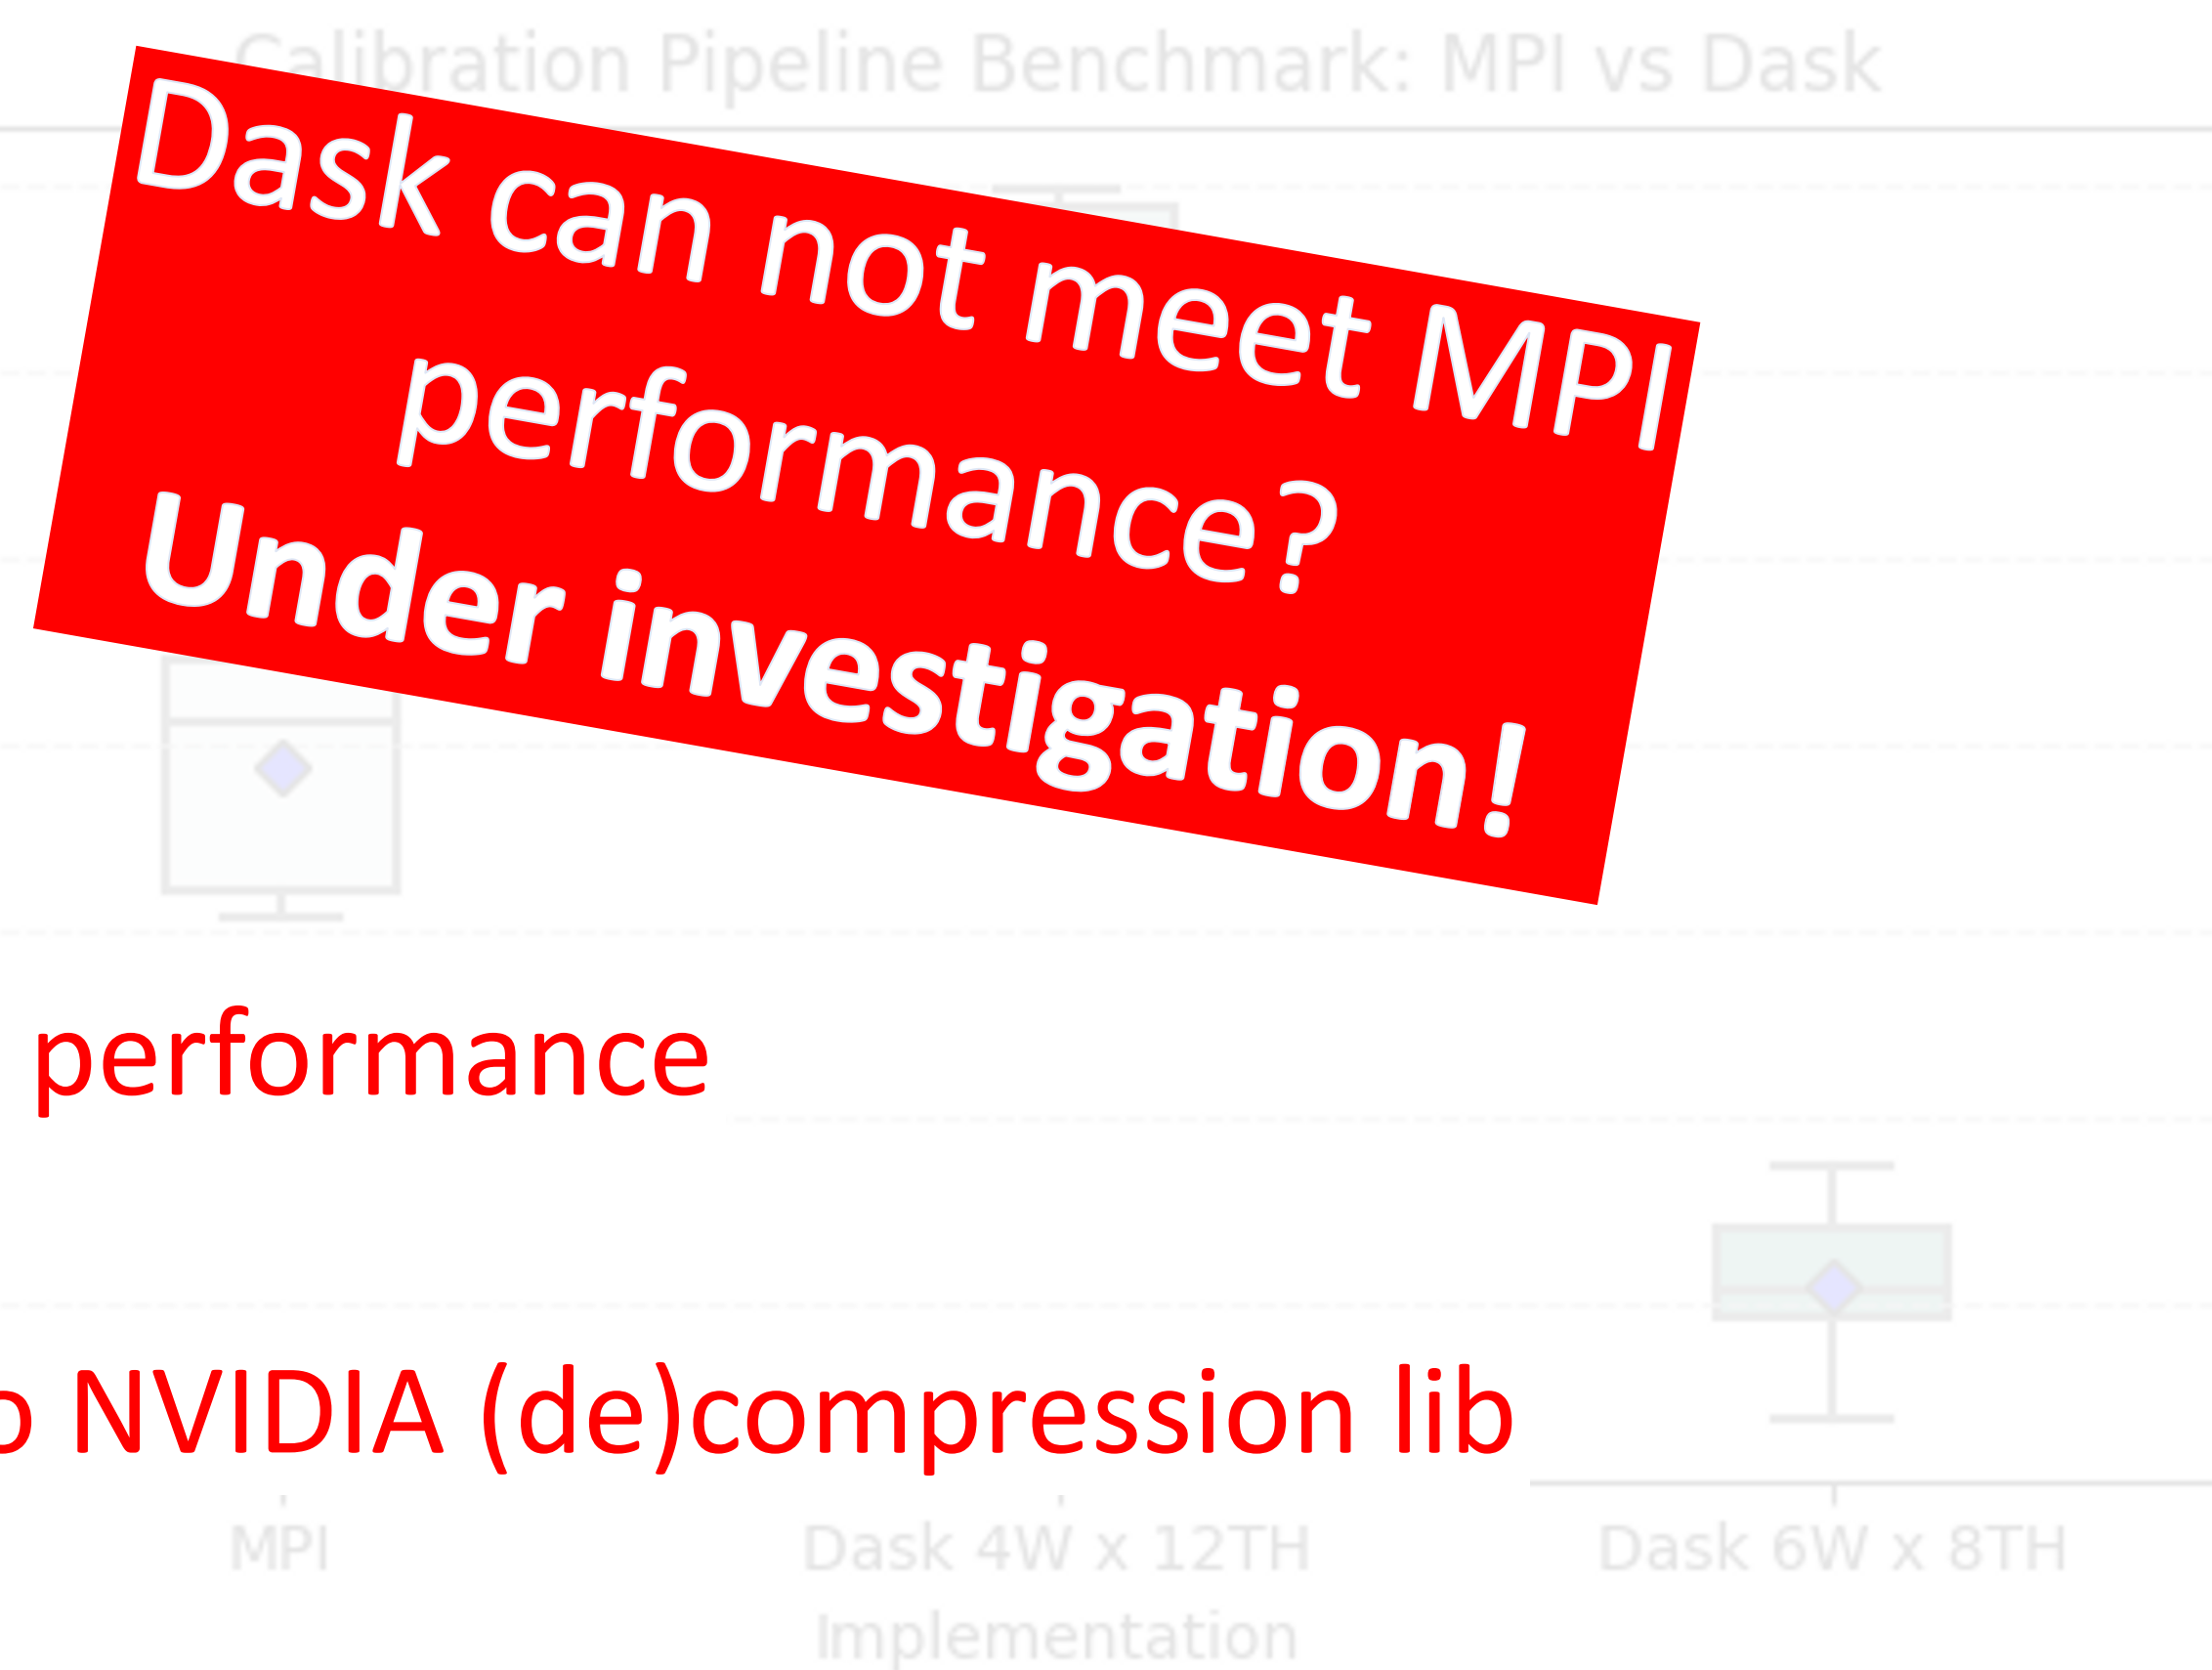 Calibration Pipeline Benchmark: MPI vs Dask
Dask can not meet MPI
performance?
Under investigation!
performance
NVIDIA (de)compression lib
MPI
Dask 4W x 12TH
Dask 6W x 8TH
Implementation